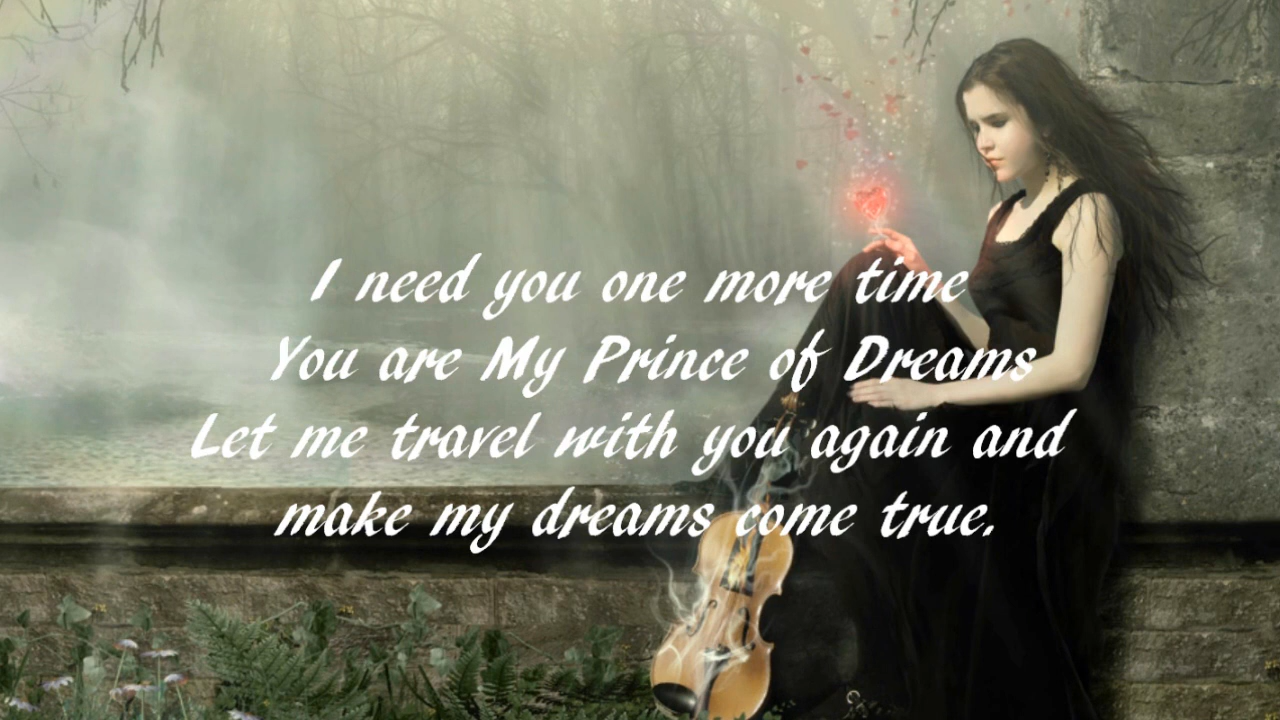 I need you one more time
You are My Prince of Dreams
Let me travel with you again and
make my dreams come true.